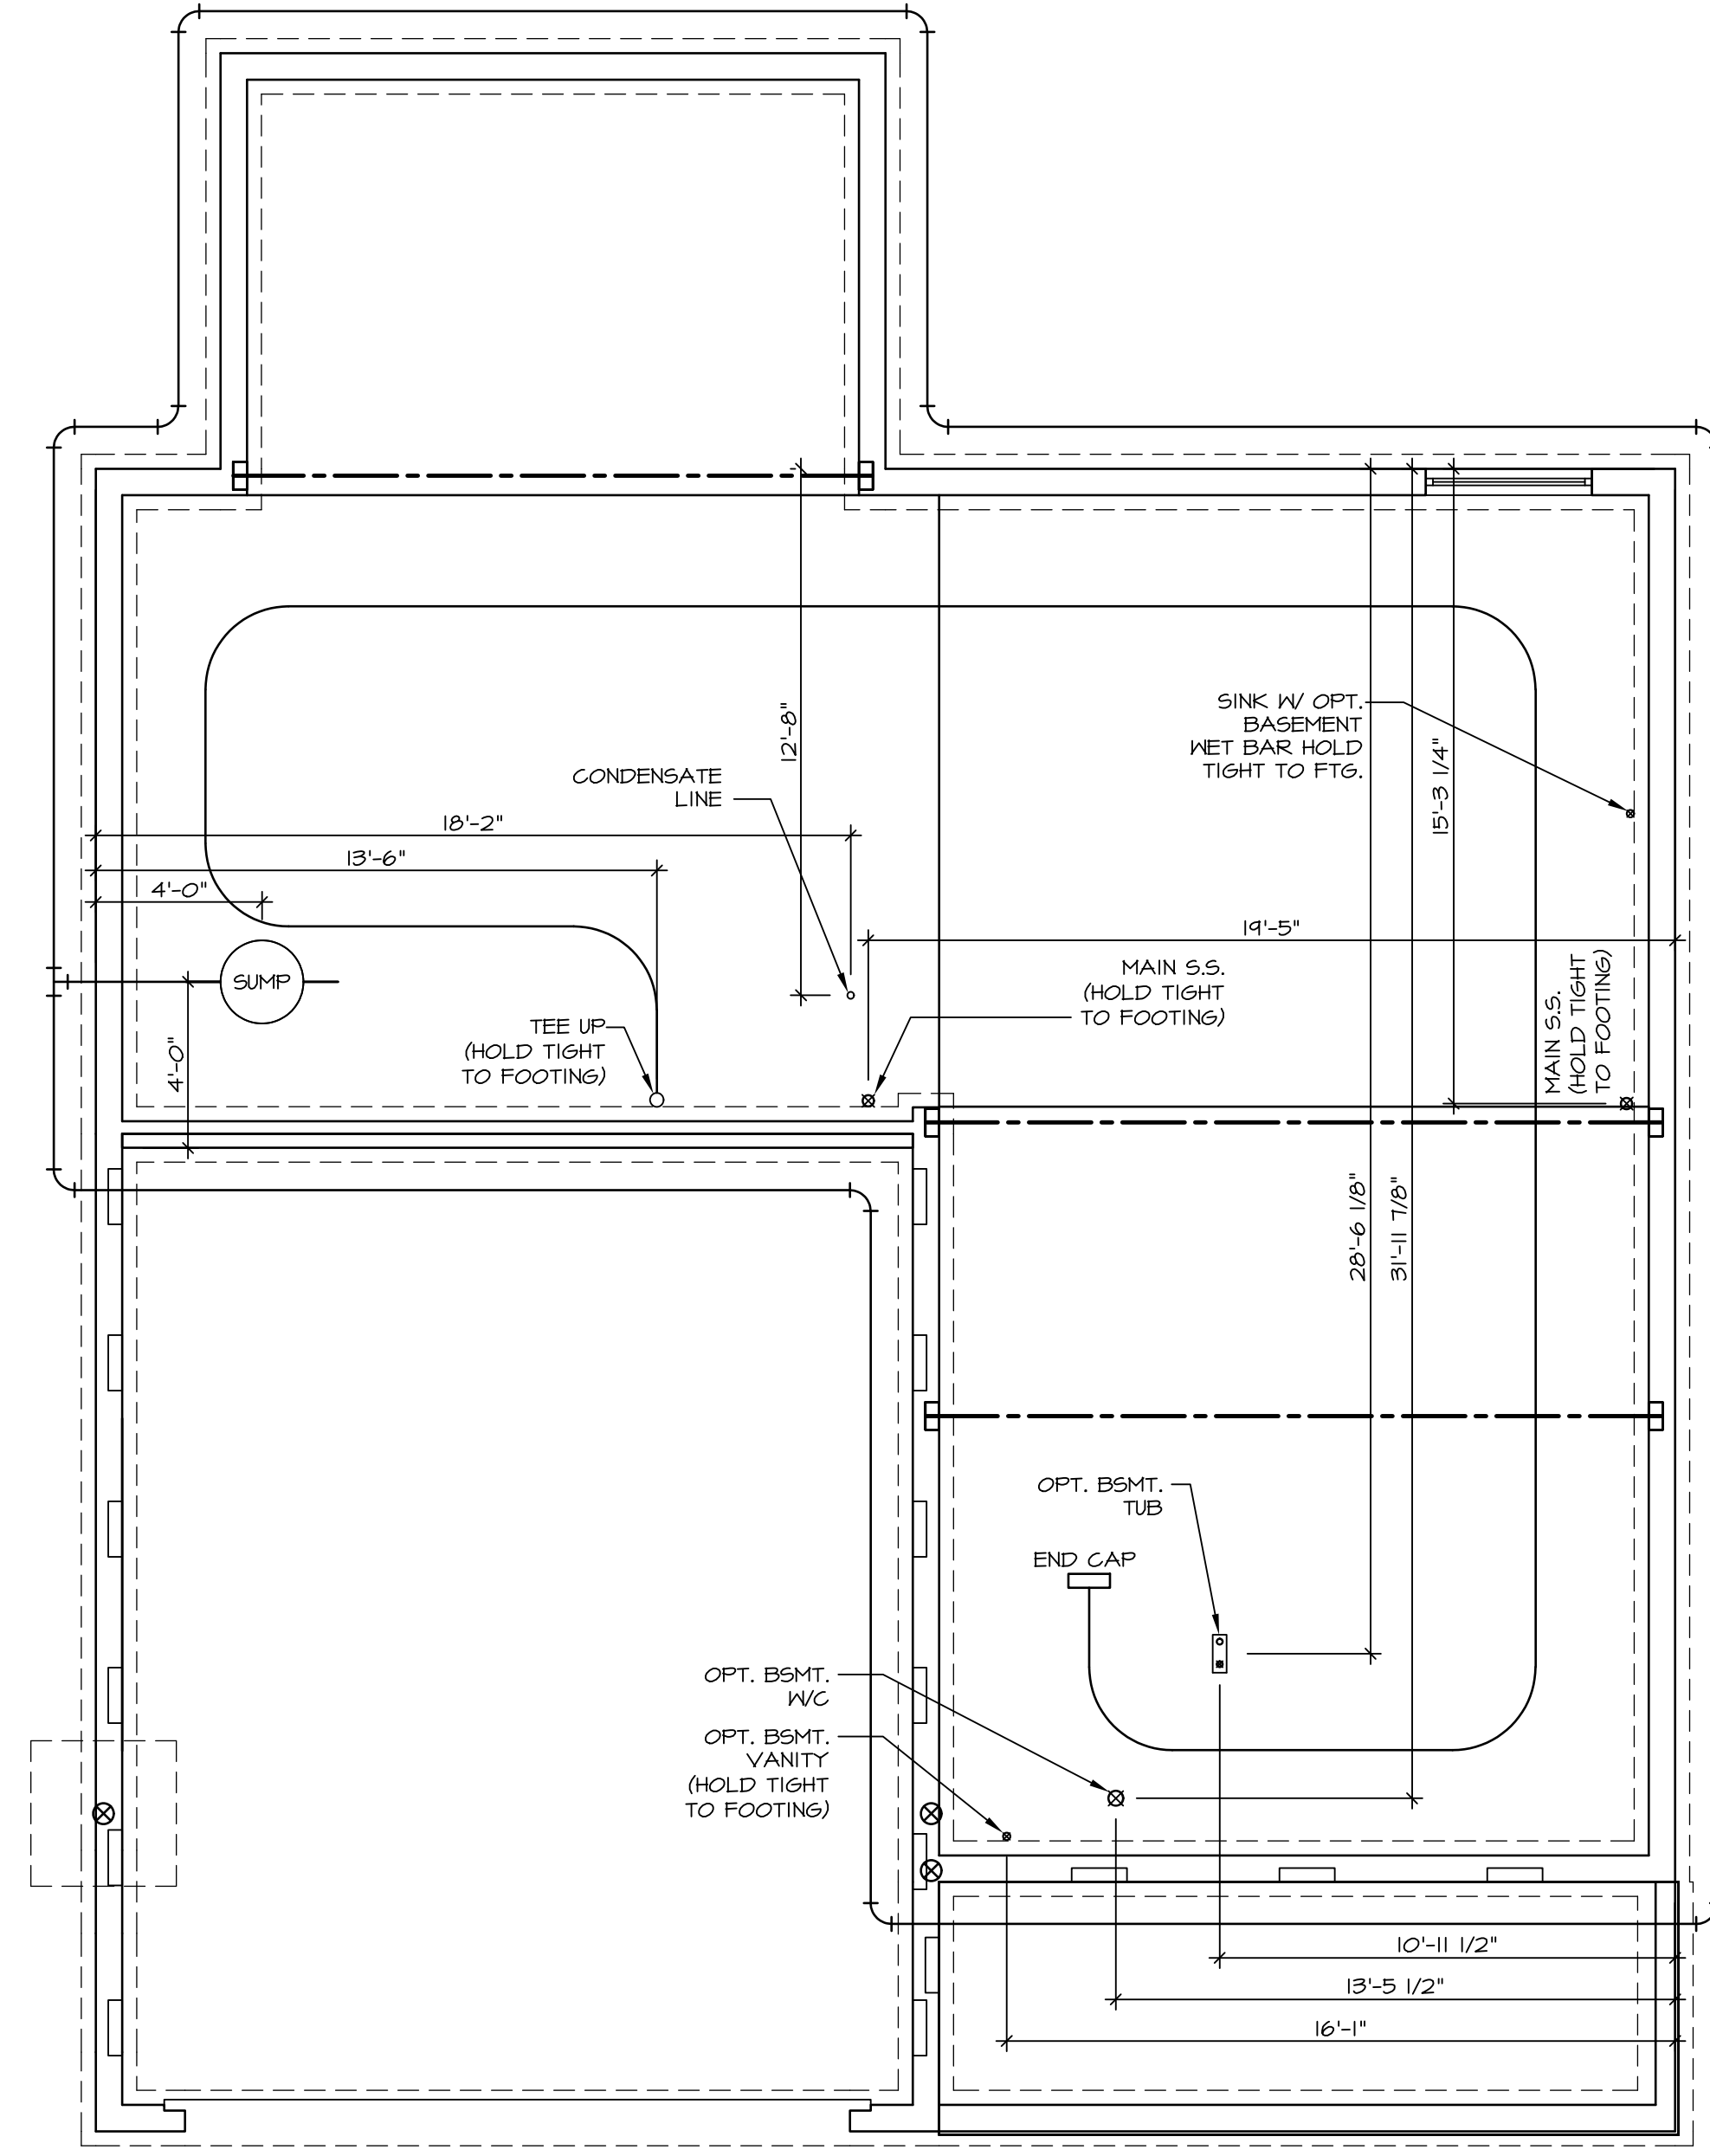 SINK W/ OPT.
BASEMENT
WET BAR HOLD
TIGHT TO FTG.
12'-8"
15'-3 1/4"
CONDENSATE
LINE
18'-2"
13'-6"
4'-0"
19'-5"
SUMP
MAIN S.S.
(HOLD TIGHT
TO FOOTING)
MAIN S.S.
(HOLD TIGHT
TO FOOTING)
TEE UP
(HOLD TIGHT
TO FOOTING)
4'-0"
28'-6 1/8"
31'-11 7/8"
OPT. BSMT.
TUB
END CAP
OPT. BSMT.
W/C
OPT. BSMT.
VANITY
(HOLD TIGHT
TO FOOTING)
10'-11 1/2"
13'-5 1/2"
16'-1"